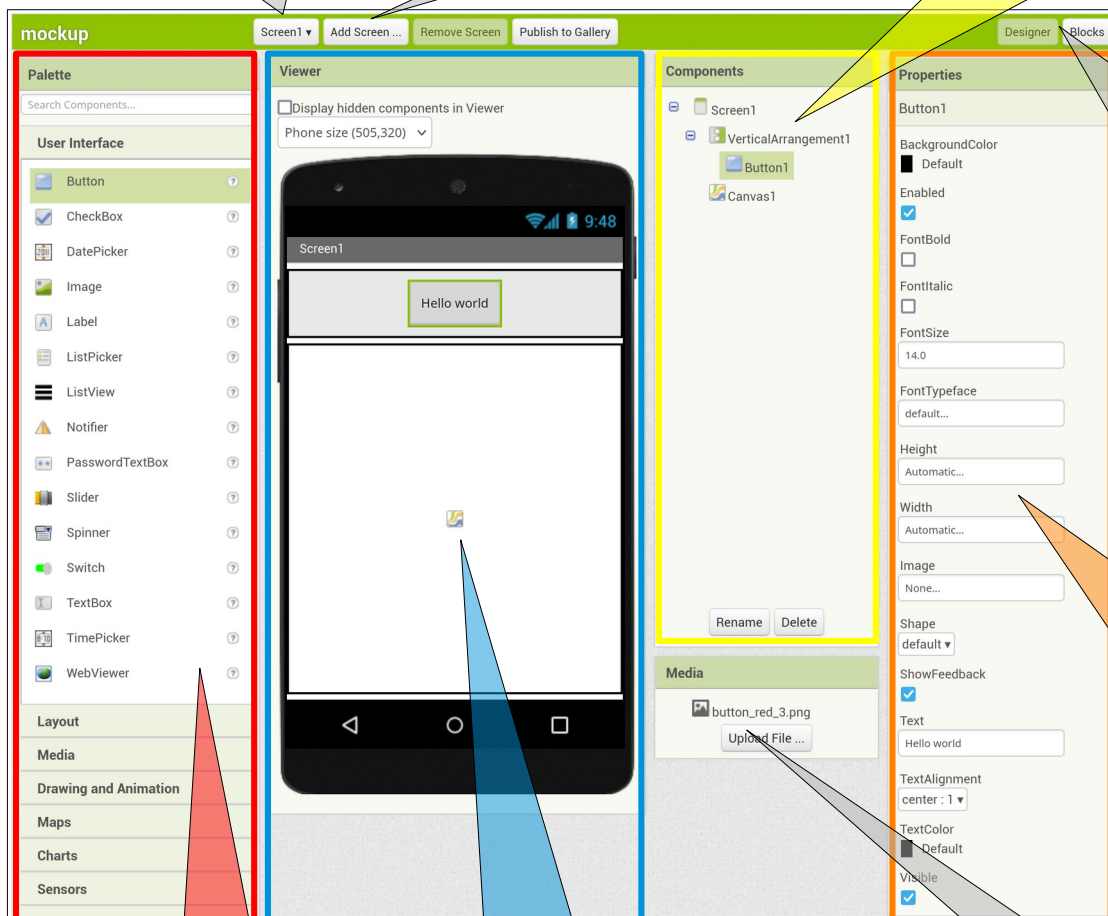 mockup
Screen1 ▾
Add Screen ...
Remove Screen
Publish to Gallery
Designer
Blocks
Palette
Search Components...
User Interface
Button
CheckBox
DatePicker
Image
Label
ListPicker
ListView
Notifier
PasswordTextBox
Slider
Spinner
Switch
TextBox
TimePicker
WebViewer
Layout
Media
Drawing and Animation
Maps
Charts
Sensors
Viewer
Display hidden components in Viewer
Phone size (505,320)
9:48
Screen1
Hello world
Components
Screen1
VerticalArrangement1
Button1
Canvas1
Rename
Delete
Media
button_red_3.png
Upload File ...
Properties
Button1
BackgroundColor
Default
Enabled
FontBold
FontItalic
FontSize
14.0
FontTypeface
default...
Height
Automatic...
Width
Automatic...
Image
None...
Shape
default ▾
ShowFeedback
Text
Hello world
TextAlignment
center : 1 ▾
TextColor
Default
Visible